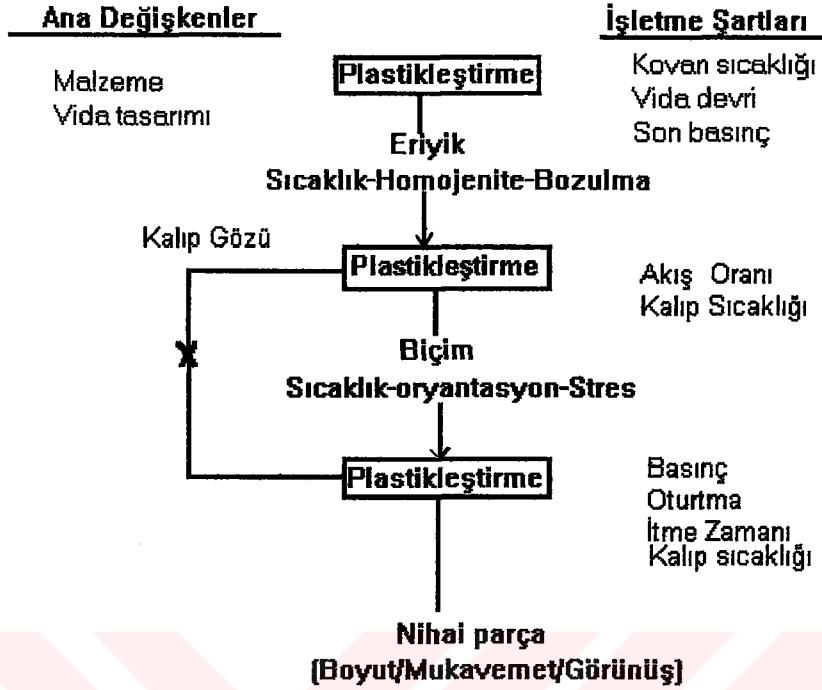 Ana Değişkenler
İşletme Şartları
Malzeme
Vida tasarımı
Plastikleştirme
Kovan sıcaklığı
Vida devri
Son basınç
Eriyik
Sıcaklık-Homojenite-Bozulma
Kalıp Gözü
Plastikleştirme
Akış Oranı
Kalıp Sıcaklığı
Biçim
Sıcaklık-oryantasyon-Stres
Plastikleştirme
Basınç
Oturtma
İtme Zamanı
Kalıp sıcaklığı
Nihai parça
(Boyut/Mukavemet/Görünüş)